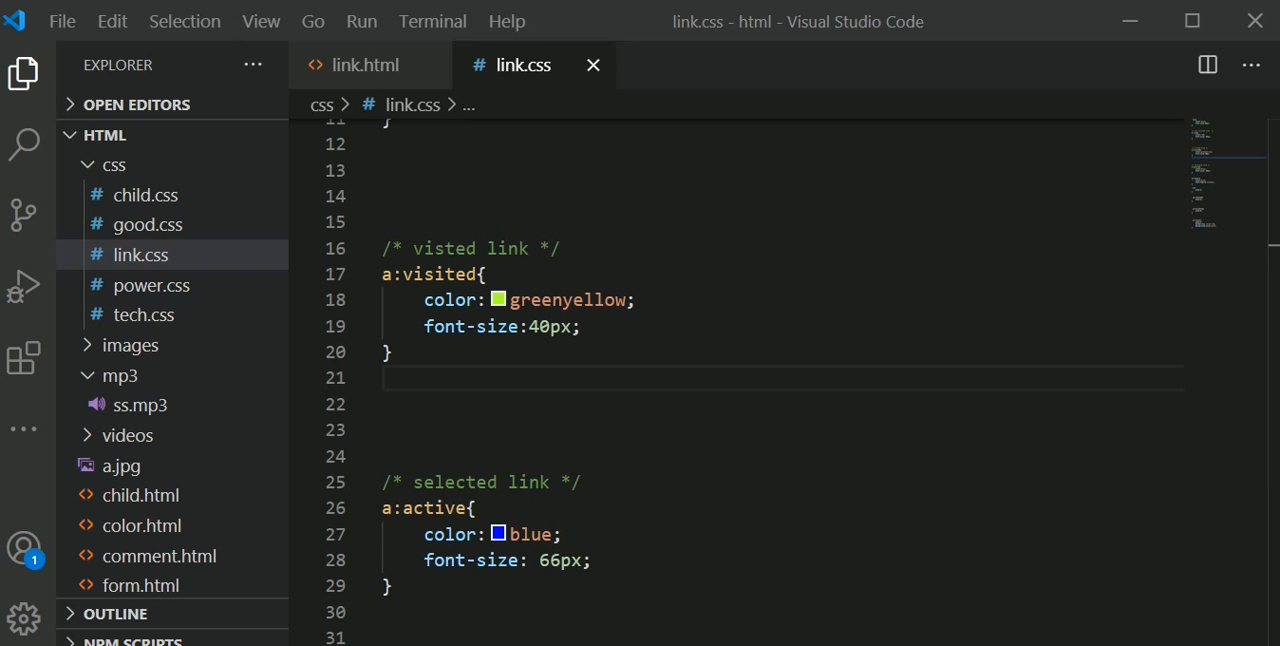 File Edit Selection View Go Run Terminal Help link.css - html - Visual Studio Code
EXPLORER ... link.html # link.css
OPEN EDITORS
css > # link.css > ...
HTML
css
# child.css
# good.css
# link.css
# power.css
# tech.css
images
mp3
ss.mp3
videos
a.jpg
child.html
color.html
comment.html
form.html
OUTLINE
NPM SCRIPTS
1
11 }
12
13
14
15
16 /* visted link */
17 a:visited{
18 color: greenyellow;
19 font-size:40px;
20 }
21
22
23
24
25 /* selected link */
26 a:active{
27 color: blue;
28 font-size: 66px;
29 }
30
31